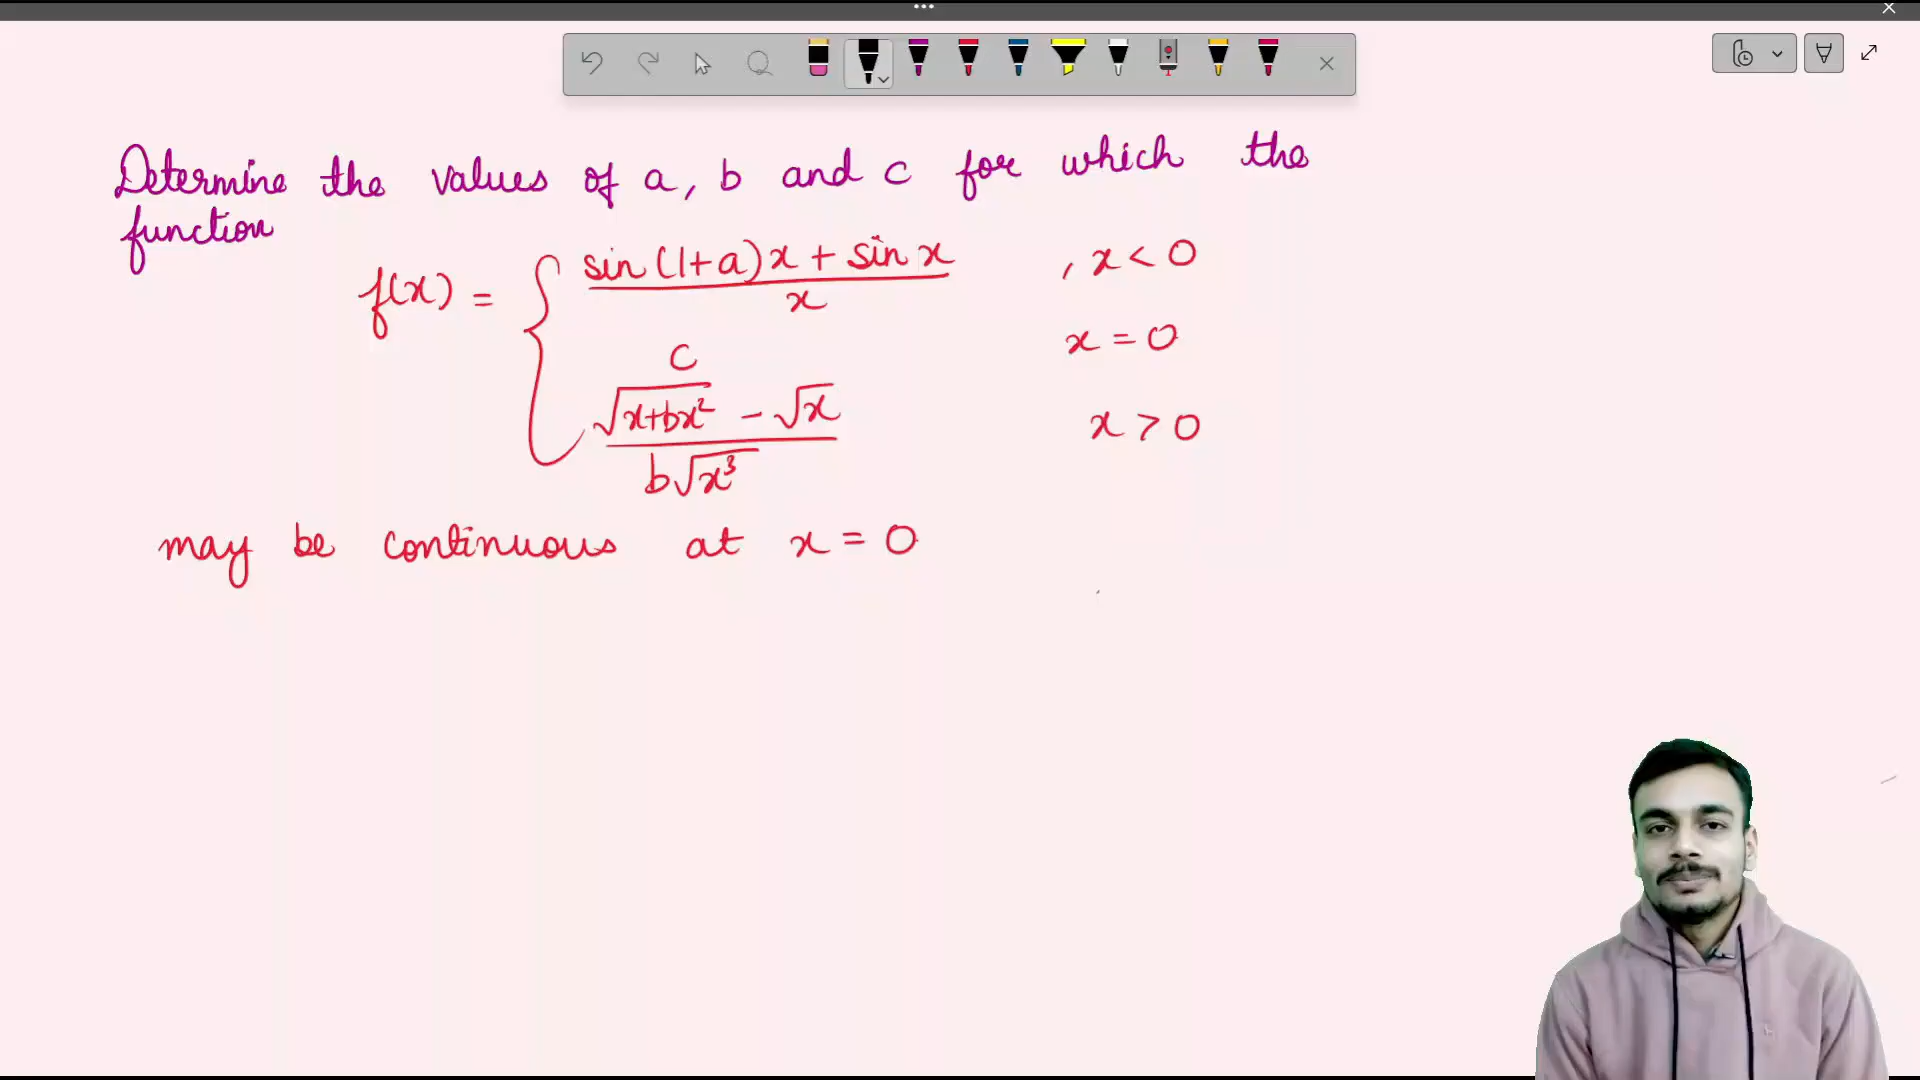 Determine the values of a, b and c for which the
function
f(x) = { sin(1+a)x + sin x / x , x < 0
c x = 0
√(x+bx²) - √x / b√x³ x > 0
may be continuous at x = 0